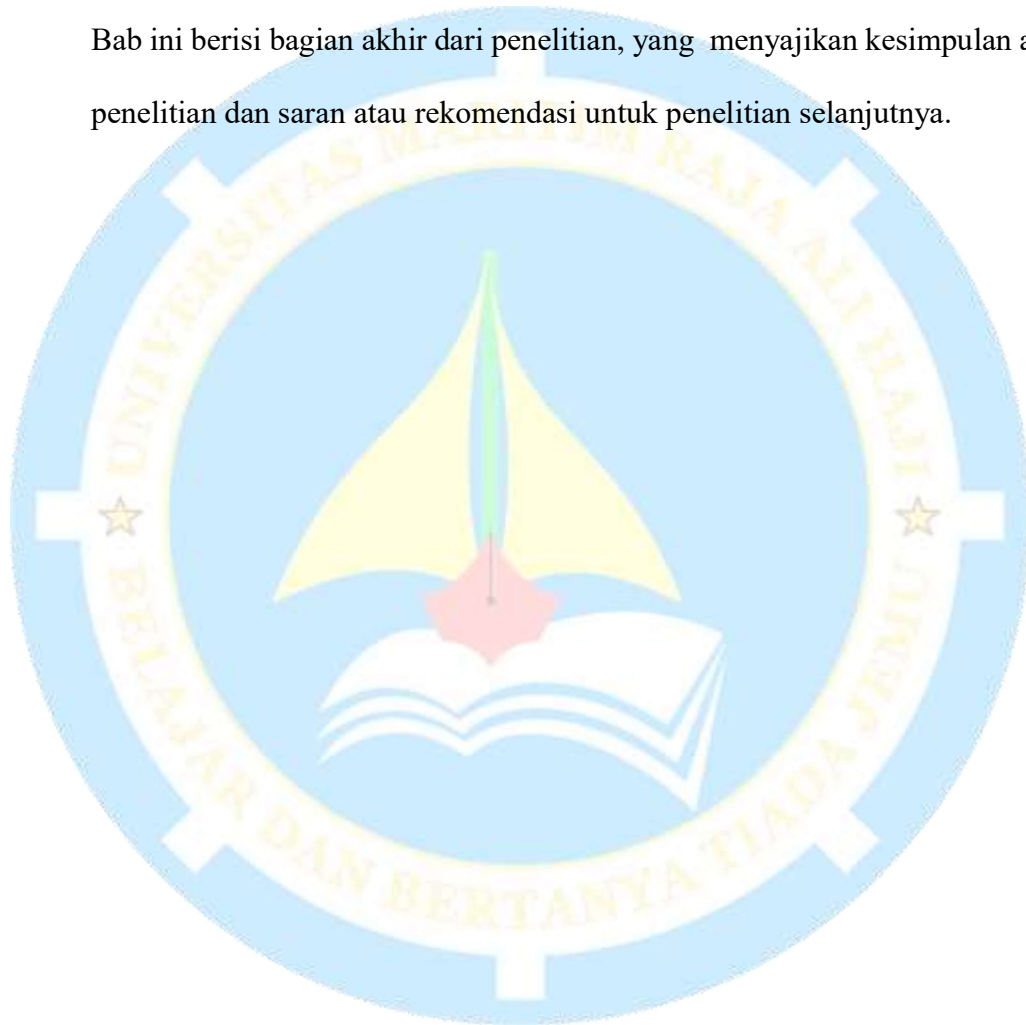 Bab ini berisi bagian akhir dari penelitian, yang menyajikan kesimpulan a
penelitian dan saran atau rekomendasi untuk penelitian selanjutnya.
UNIVERSITAS MARITIM RAJA ALI HAJI
BELAJAR DAN BERTANYA TIADA JEMU